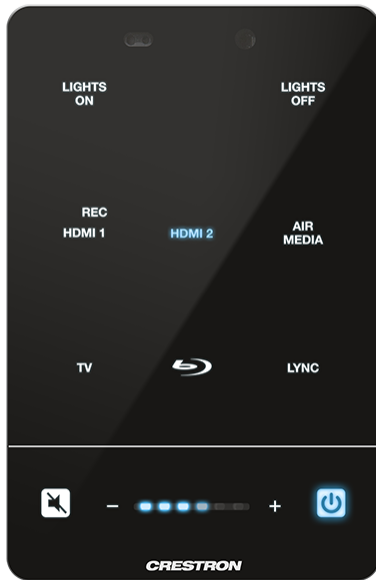 LIGHTS
ON
LIGHTS
OFF
REC
HDMI 1
HDMI 2
AIR
MEDIA
TV
LYNC
− +
CRESTRON